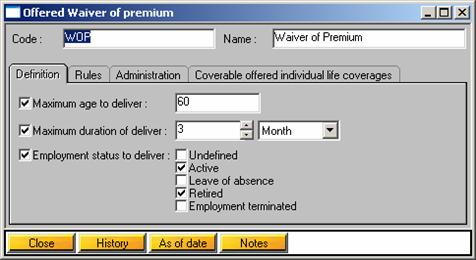 Offered Waiver of premium
Code : WOP Name : Waiver of Premium
Definition Rules Administration Coverable offered individual life coverages
Maximum age to deliver : 60
Maximum duration of deliver : 3 Month
Employment status to deliver : Undefined
Active
Leave of absence
Retired
Employment terminated
Close History As of date Notes